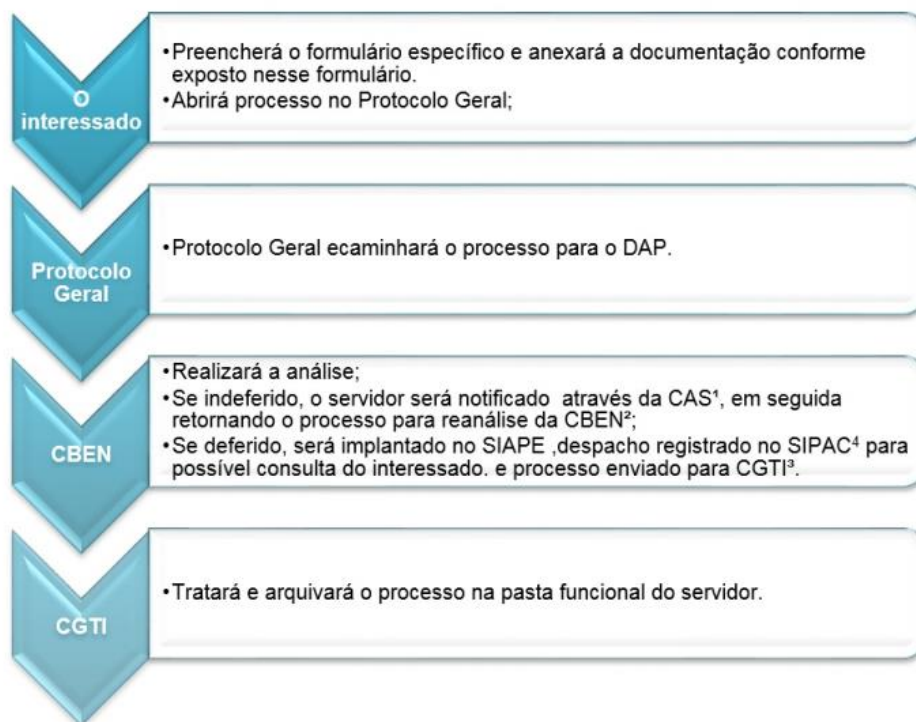 O
interessado
•Preencherá o formulário específico e anexará a documentação conforme
exposto nesse formulário.
•Abrirá processo no Protocolo Geral;
Protocolo
Geral
•Protocolo Geral ecaminhará o processo para o DAP.
CBEN
•Realizará a análise;
•Se indeferido, o servidor será notificado através da CAS¹, em seguida
retornando o processo para reanálise da CBEN²;
•Se deferido, será implantado no SIAPE ,despacho registrado no SIPAC⁴ para
possível consulta do interessado. e processo enviado para CGTI³.
CGTI
•Tratará e arquivará o processo na pasta funcional do servidor.